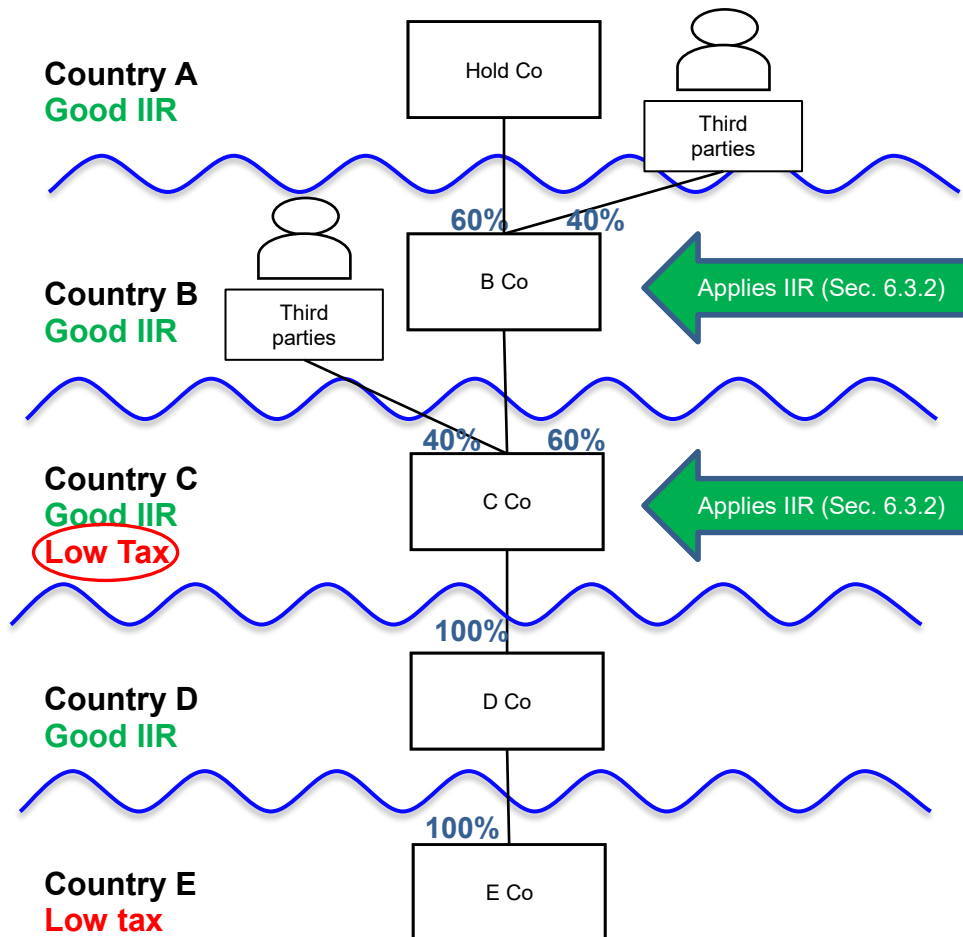 Country A
Good IIR
Hold Co
Third
parties
60%
40%
Country B
Good IIR
Third
parties
B Co
Applies IIR (Sec. 6.3.2)
40%
60%
Country C
Good IIR
Low Tax
C Co
Applies IIR (Sec. 6.3.2)
100%
Country D
Good IIR
D Co
100%
Country E
Low tax
E Co